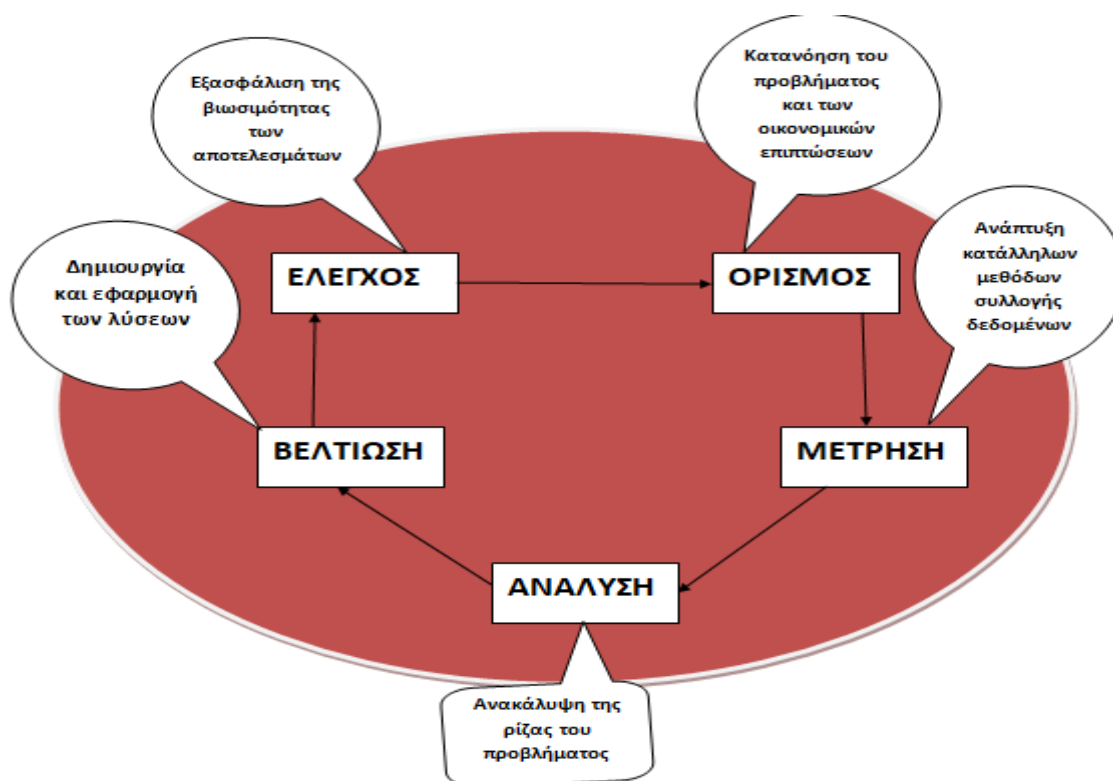 Εξασφάλιση της
βιωσιμότητας
των
αποτελεσμάτων
Κατανόηση του
προβλήματος
και των
οικονομικών
επιπτώσεων
Δημιουργία
και εφαρμογή
των λύσεων
ΕΛΕΓΧΟΣ
ΟΡΙΣΜΟΣ
Ανάπτυξη
κατάλληλων
μεθόδων
συλλογής
δεδομένων
ΒΕΛΤΙΩΣΗ
ΜΕΤΡΗΣΗ
ΑΝΑΛΥΣΗ
Ανακάλυψη της
ρίζας του
προβλήματος